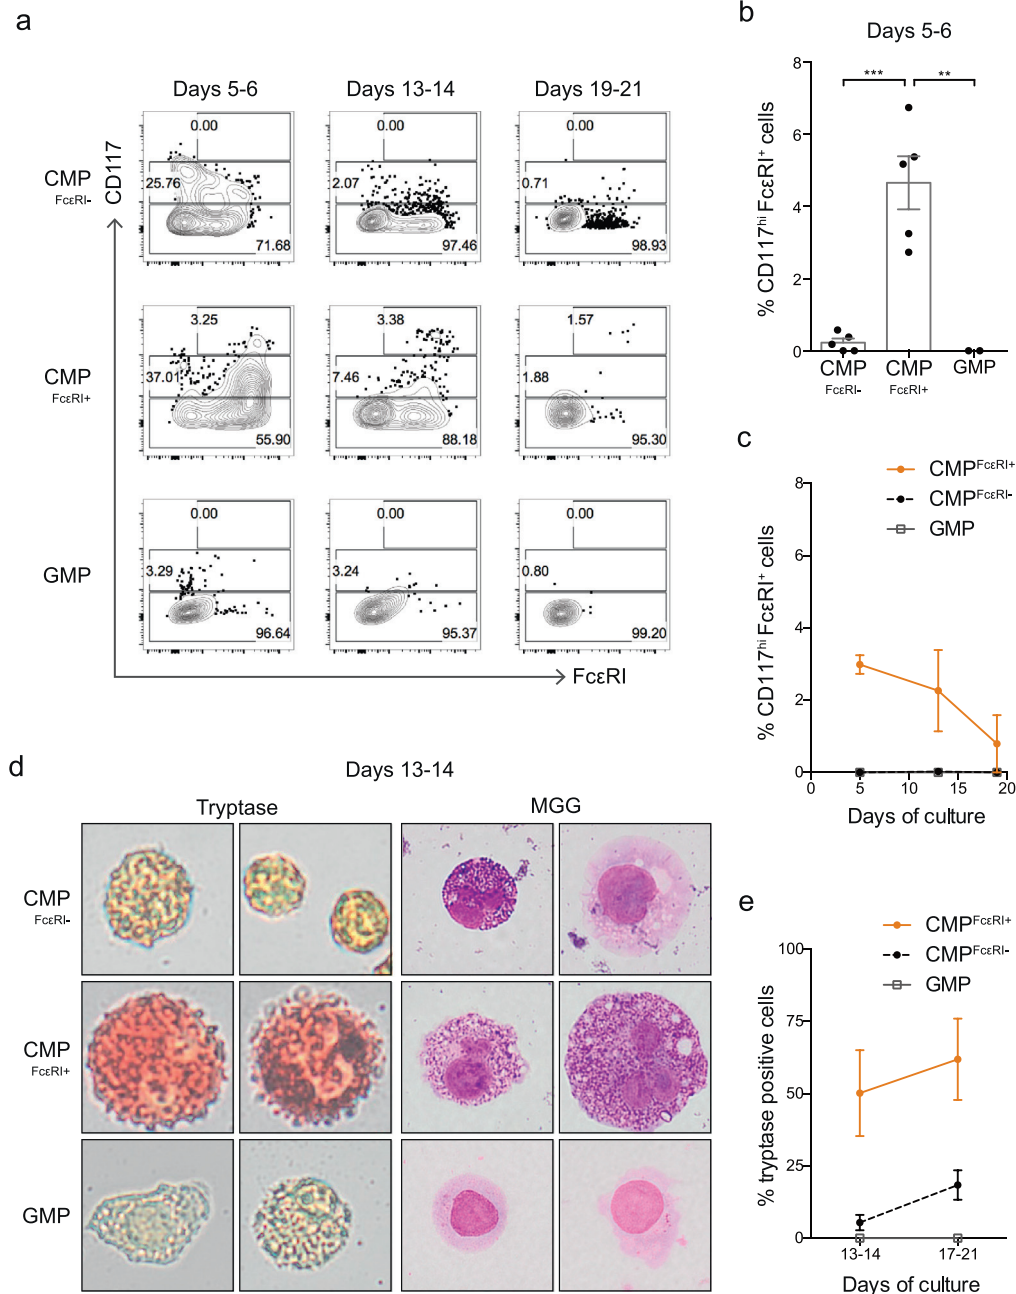 a
Days 5-6
Days 13-14
Days 19-21
CD117
CMP
FcεRI-
0.00
25.76
71.68
0.00
2.07
97.46
0.00
0.71
98.93
CMP
FcεRI+
3.25
37.01
55.90
3.38
7.46
88.18
1.57
1.88
95.30
GMP
0.00
3.29
96.64
0.00
3.24
95.37
0.00
0.80
99.20
FcεRI
b
Days 5-6
% CD117hi FcεRI+ cells
8
6
4
2
0
***
**
CMP
FcεRI-
CMP
FcεRI+
GMP
c
CMPFcεRI+
CMPFcεRI-
GMP
% CD117hi FcεRI+ cells
8
6
4
2
0
0
5
10
15
20
Days of culture
d
Days 13-14
Tryptase
MGG
CMP
FcεRI-
CMP
FcεRI+
GMP
e
CMPFcεRI+
CMPFcεRI-
GMP
% tryptase positive cells
100
75
50
25
0
13-14
17-21
Days of culture